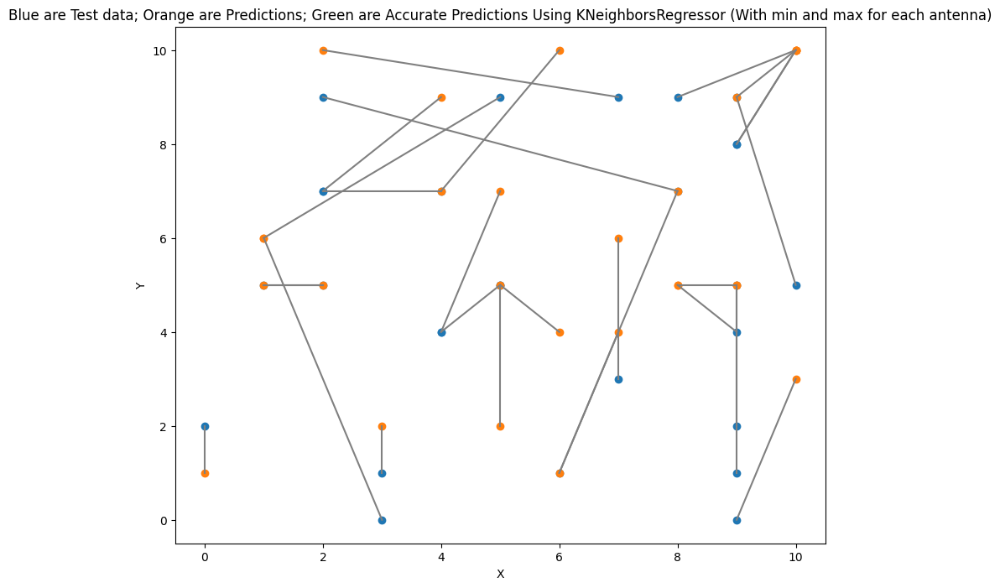 Blue are Test data; Orange are Predictions; Green are Accurate Predictions Using KNeighborsRegressor (With min and max for each antenna)
10
8
6
Y
4
2
0
0 2 4 6 8 10
X